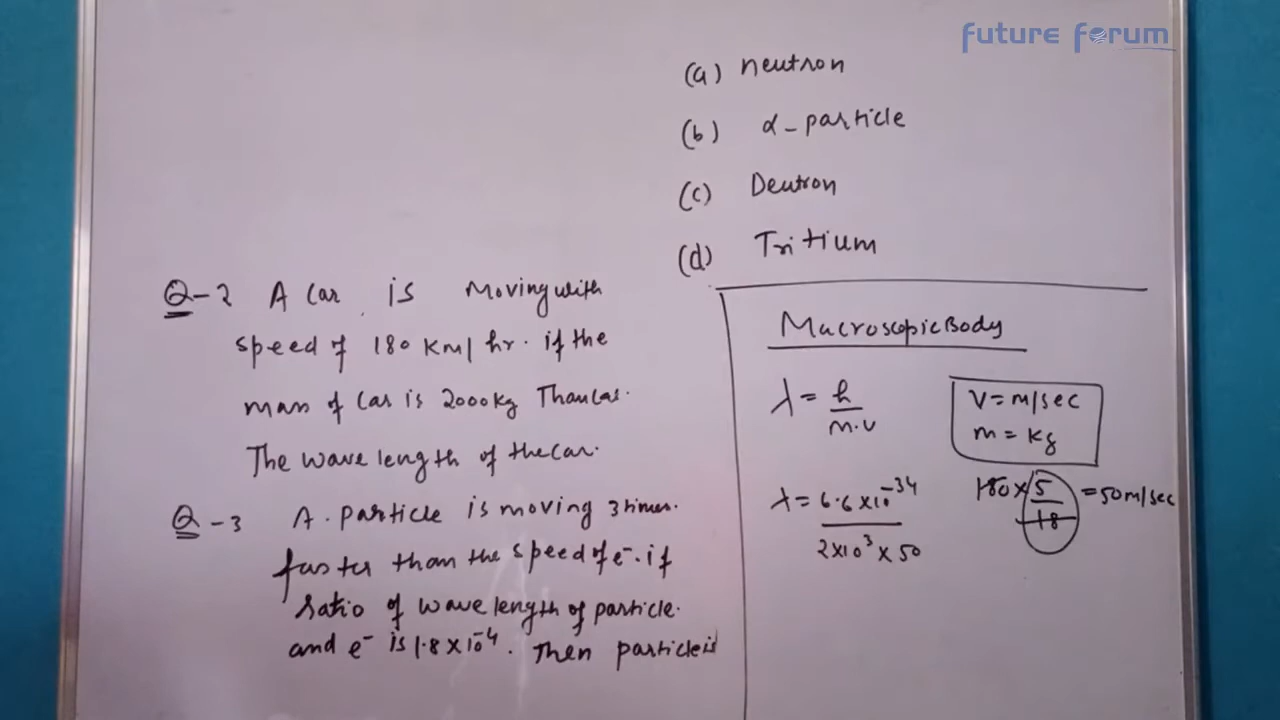 future forum
(a) neutron
(b) α-particle
(c) Deutron
(d) Tritium
Q-2 A Car is Moving with
speed of 180 Km/hr. if the
mass of Car is 2000kg
The wave length of the Car.
Q-3 A. particle is moving 3 times.
faster than the speed of e⁻. if
ratio of wave length of particle.
and e⁻ is 1.8×10⁻⁴. Then particle is
Macroscopic Body
λ = h / m.v
V = m/sec
m = kg
λ = 6.6×10⁻³⁴ / 2×10³ × 50
180 × 5/18 = 50 m/sec